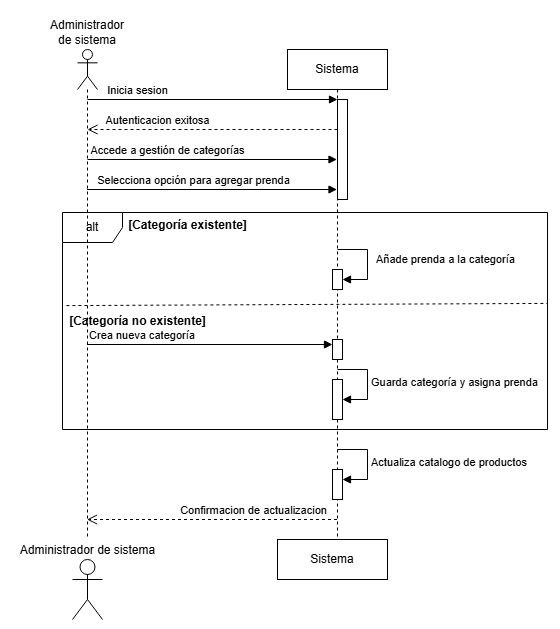 Administrador
de sistema
Sistema
Inicia sesion
Autenticacion exitosa
Accede a gestión de categorías
Selecciona opción para agregar prenda
alt
[Categoría existente]
Añade prenda a la categoría
[Categoría no existente]
Crea nueva categoría
Guarda categoría y asigna prenda
Actualiza catalogo de productos
Confirmacion de actualizacion
Administrador de sistema
Sistema